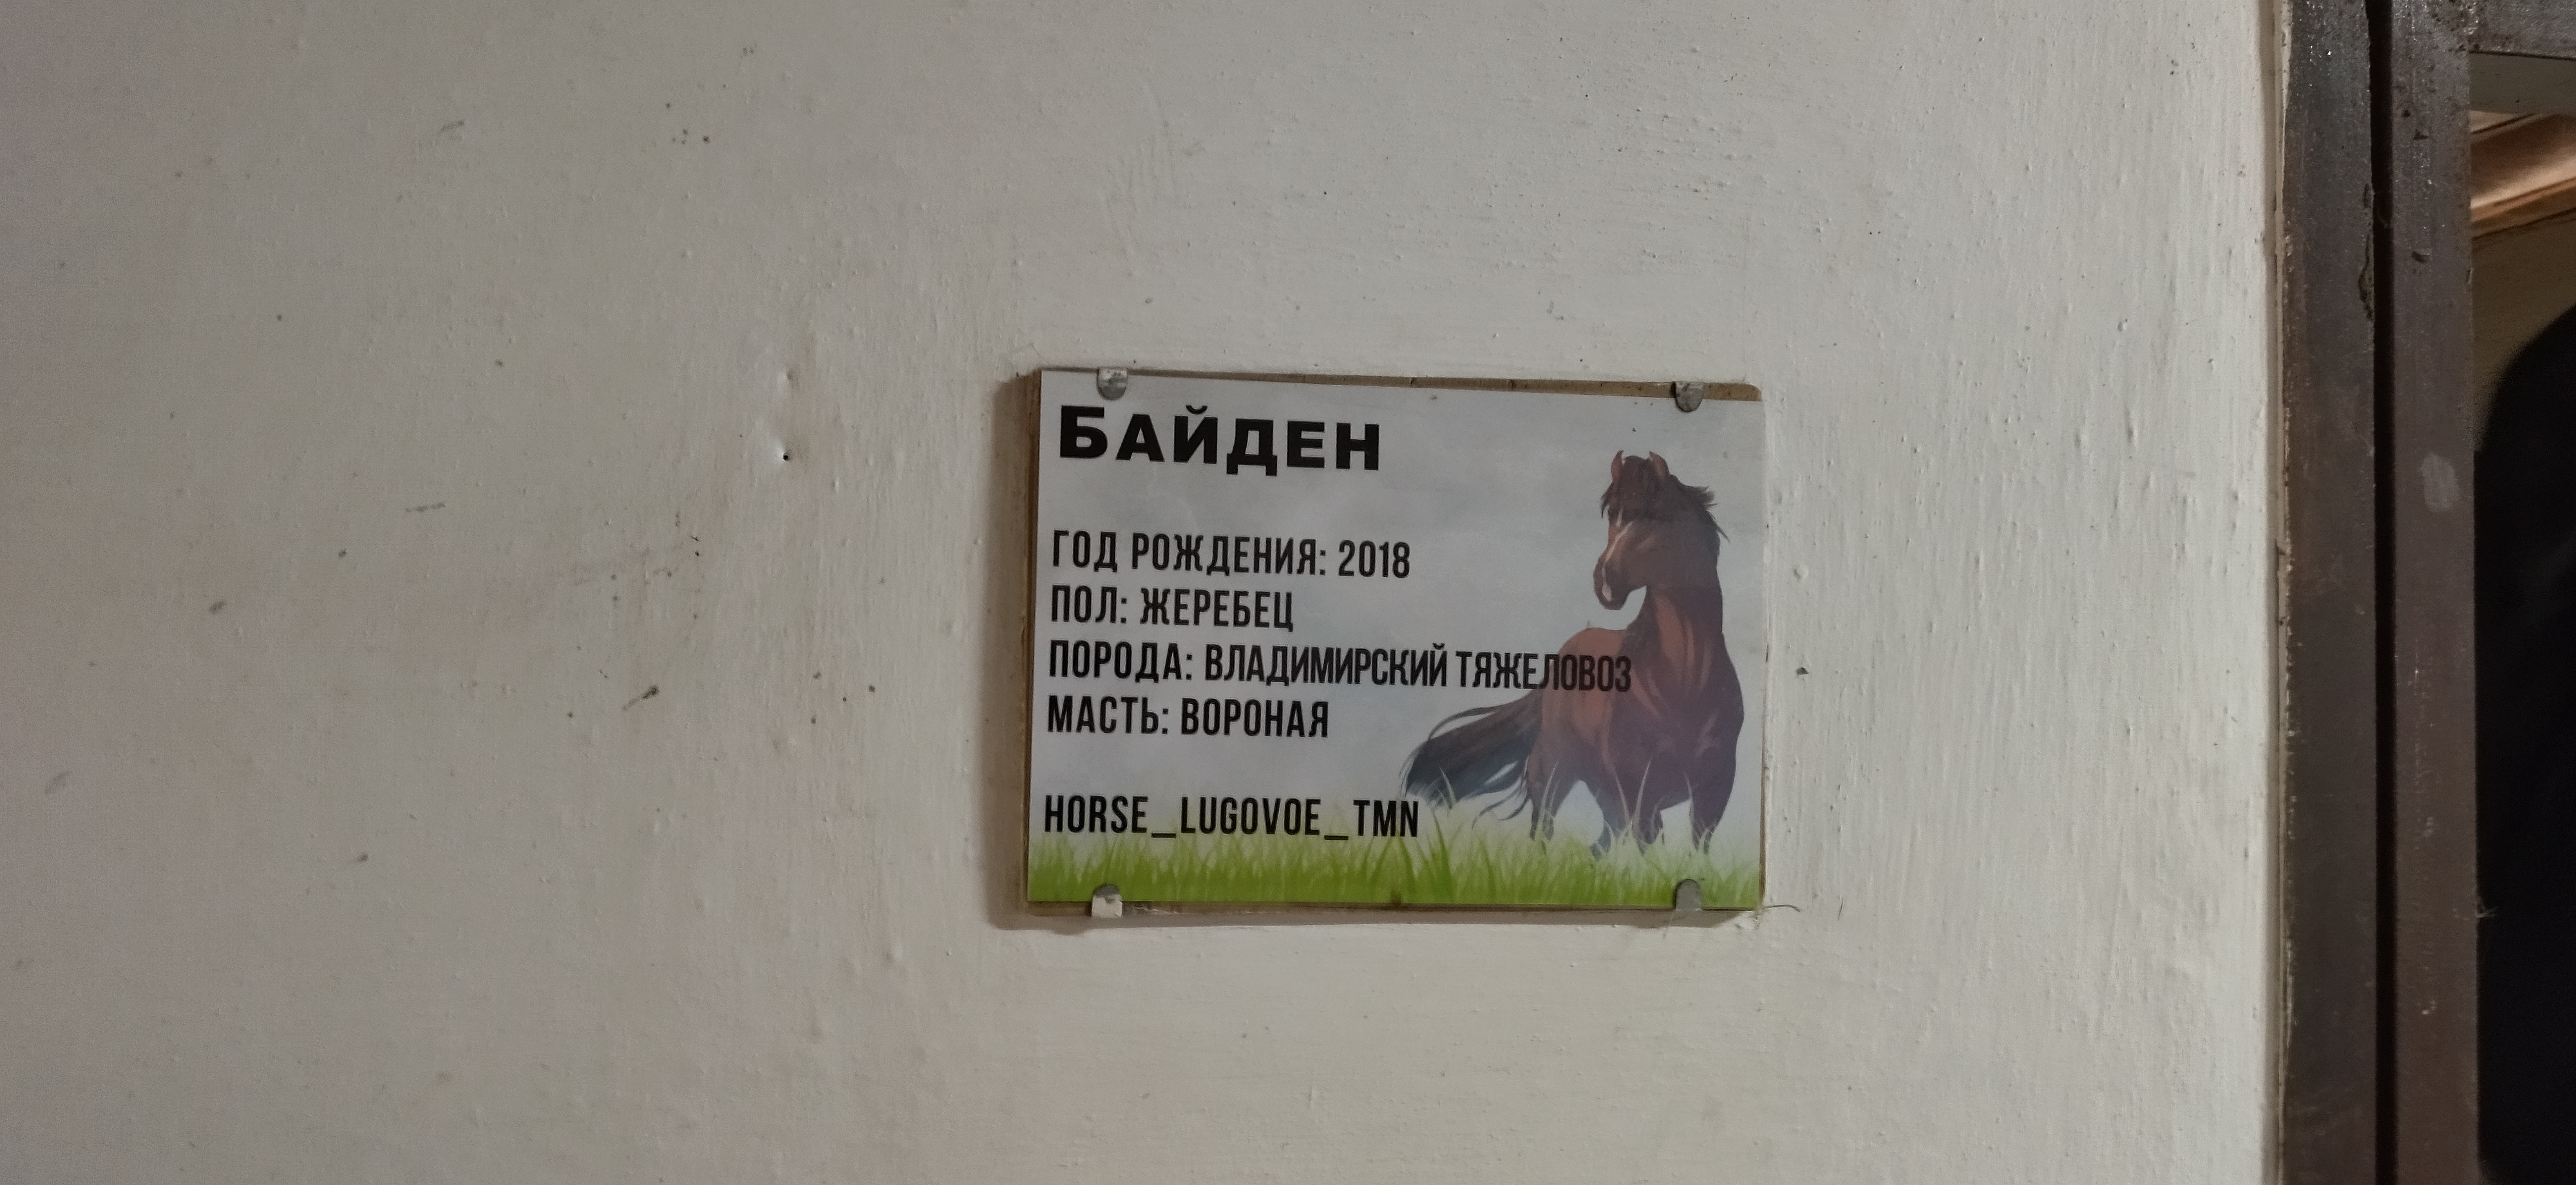 БАЙДЕН
ГОД РОЖДЕНИЯ: 2018
ПОЛ: ЖЕРЕБЕЦ
ПОРОДА: ВЛАДИМИРСКИЙ ТЯЖЕЛОВОЗ
МАСТЬ: ВОРОНАЯ
HORSE_LUGOVOE_TMN